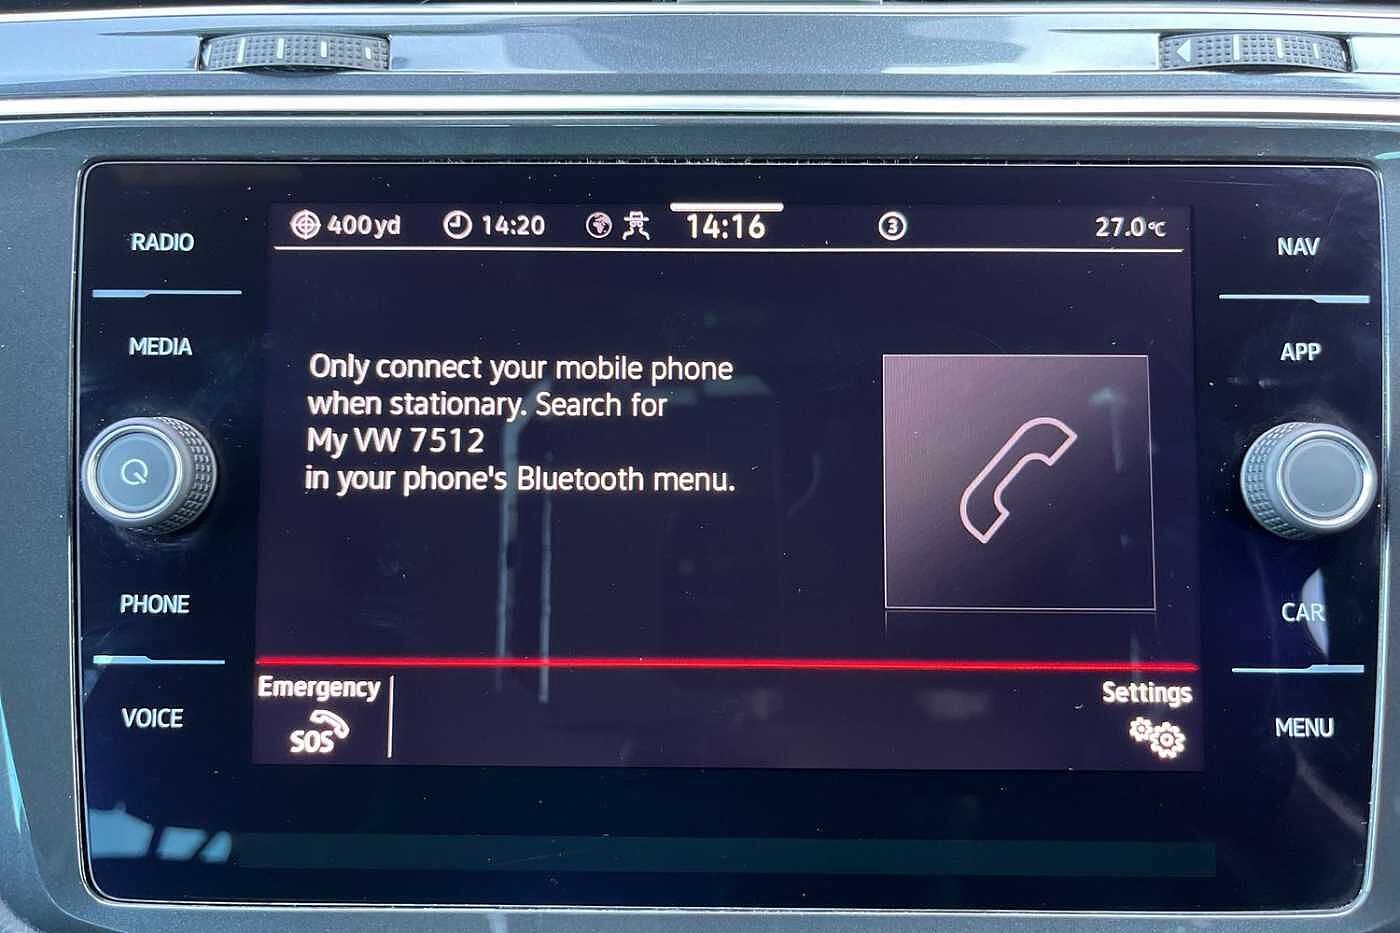 400yd 14:20 14:16 3 27.0°C
RADIO
NAV
MEDIA
APP
Only connect your mobile phone
when stationary. Search for
My VW 7512
in your phone's Bluetooth menu.
PHONE
CAR
Emergency
SOS
Settings
VOICE
MENU